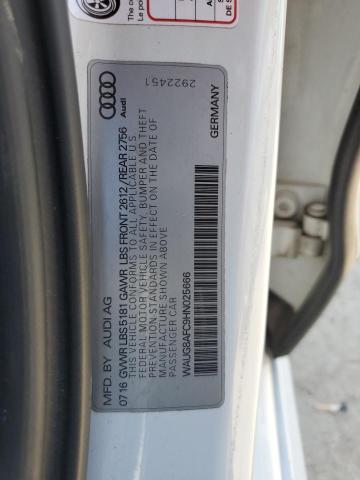 MFD. BY AUDI AG
07 16 GVWR LBS 5181 GAWR LBS FRONT 2612 / REAR 2756
THIS VEHICLE CONFORMS TO ALL APPLICABLE U S
FEDERAL MOTOR VEHICLE SAFETY, BUMPER AND THEFT
PREVENTION STANDARDS IN EFFECT ON THE DATE OF
MANUFACTURE SHOWN ABOVE
PASSENGER CAR
WAUG8AFC9HN025666
GERMANY
Audi
2922451